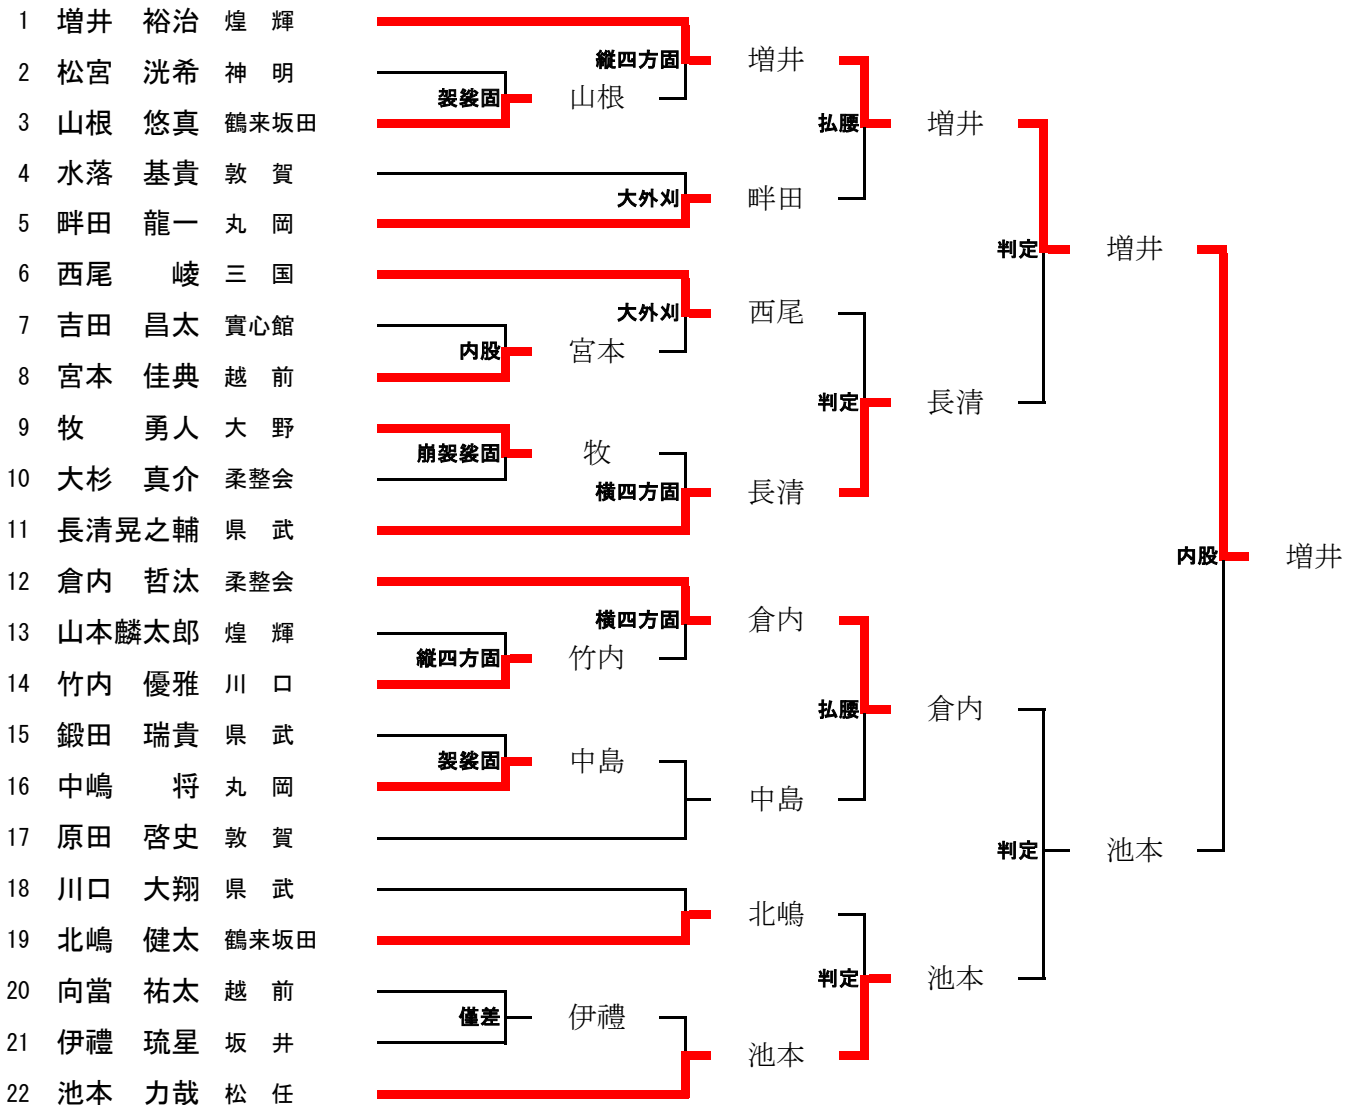 1 増井 裕治 煌 輝
縦四方固 増井
2 松宮 洸希 神 明
袈裟固 山根
3 山根 悠真 鶴来坂田
払腰 増井
4 水落 基貴 敦 賀
大外刈 畔田
5 畔田 龍一 丸 岡
判定 増井
6 西尾 崚 三 国
大外刈 西尾
7 吉田 昌太 實心館
内股 宮本
8 宮本 佳典 越 前
判定 長清
9 牧 勇人 大 野
崩袈裟固 牧
10 大杉 真介 柔整会
横四方固 長清
11 長清晃之輔 県 武
内股 増井
12 倉内 哲汰 柔整会
横四方固 倉内
13 山本麟太郎 煌 輝
縦四方固 竹内
14 竹内 優雅 川 口
払腰 倉内
15 鍛田 瑞貴 県 武
袈裟固 中島
16 中嶋 将 丸 岡
中島
17 原田 啓史 敦 賀
判定 池本
18 川口 大翔 県 武
北嶋
19 北嶋 健太 鶴来坂田
判定 池本
20 向當 祐太 越 前
僅差 伊禮
21 伊禮 琉星 坂 井
池本
22 池本 力哉 松 任